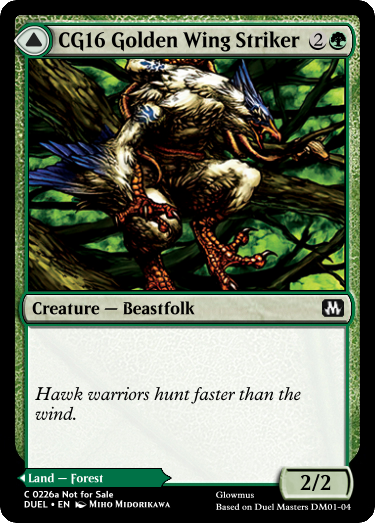 CG16 Golden Wing Striker 2
Creature — Beastfolk
Hawk warriors hunt faster than the
wind.
Land — Forest
2/2
C 0226a Not for Sale
DUEL • EN Miho Midorikawa
Glowmus
Based on Duel Masters DM01-04